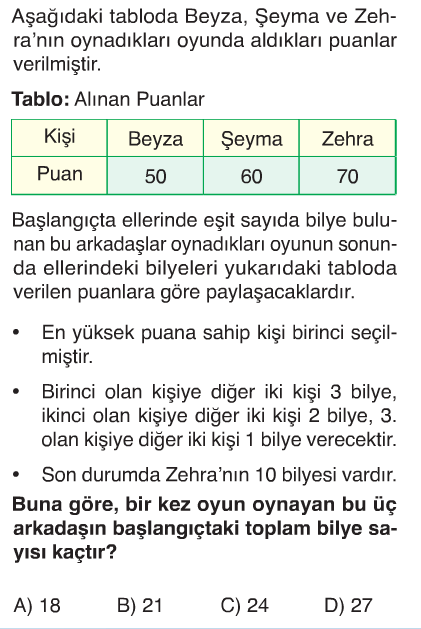 Aşağıdaki tabloda Beyza, Şeyma ve Zeh-
ra'nın oynadıkları oyunda aldıkları puanlar
verilmiştir.
Tablo: Alınan Puanlar
Kişi Beyza Şeyma Zehra
Puan 50 60 70
Başlangıçta ellerinde eşit sayıda bilye bulu-
nan bu arkadaşlar oynadıkları oyunun sonun-
da ellerindeki bilyeleri yukarıdaki tabloda
verilen puanlara göre paylaşacaklardır.
• En yüksek puana sahip kişi birinci seçil-
miştir.
• Birinci olan kişiye diğer iki kişi 3 bilye,
ikinci olan kişiye diğer iki kişi 2 bilye, 3.
olan kişiye diğer iki kişi 1 bilye verecektir.
• Son durumda Zehra'nın 10 bilyesi vardır.
Buna göre, bir kez oyun oynayan bu üç
arkadaşın başlangıçtaki toplam bilye sa-
yısı kaçtır?
A) 18 B) 21 C) 24 D) 27